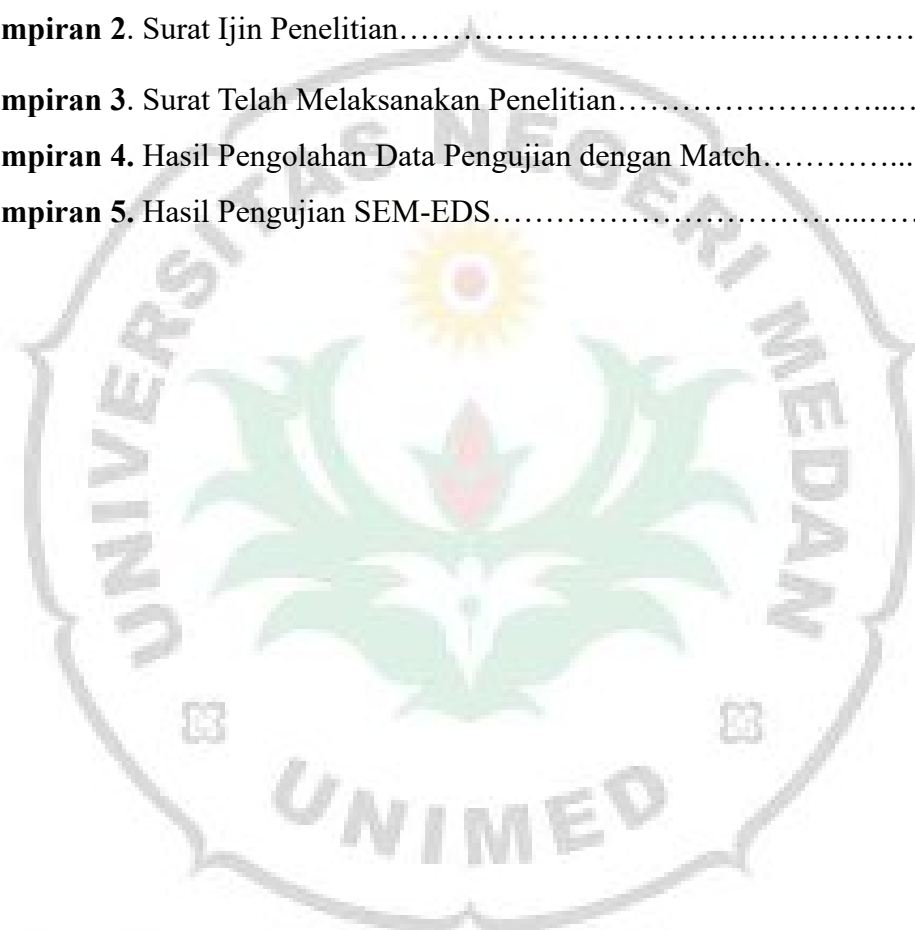 mpiran 2. Surat Ijin Penelitian…………………………..……………
mpiran 3. Surat Telah Melaksanakan Penelitian……………………...…
mpiran 4. Hasil Pengolahan Data Pengujian dengan Match…………...…
mpiran 5. Hasil Pengujian SEM-EDS……………………………...……
UNIVERSITAS NEGERI MEDAN
UNIMED